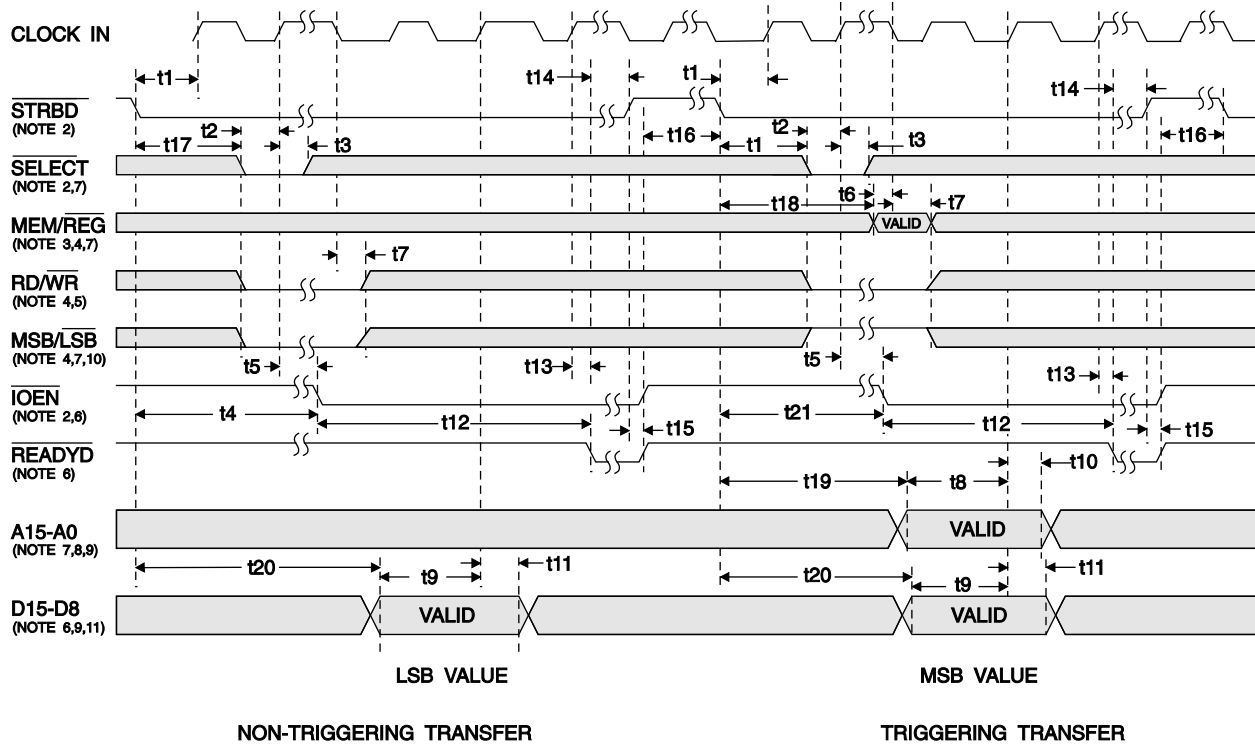 CLOCK IN
t1
t14
t1
t14
STRBD
(NOTE 2)
t2
t17
t3
t16
t2
t1
t3
t16
SELECT
(NOTE 2,7)
t6
t18
t7
MEM/REG
(NOTE 3,4,7)
VALID
t7
RD/WR
(NOTE 4,5)
MSB/LSB
(NOTE 4,7,10)
t5
t13
t5
t13
IOEN
(NOTE 2,6)
t4
t12
t15
t21
t12
t15
READYD
(NOTE 6)
t19
t8
t10
A15-A0
(NOTE 7,8,9)
VALID
t20
t9
t11
t20
t9
t11
D15-D8
(NOTE 6,9,11)
VALID
VALID
LSB VALUE
MSB VALUE
NON-TRIGGERING TRANSFER
TRIGGERING TRANSFER